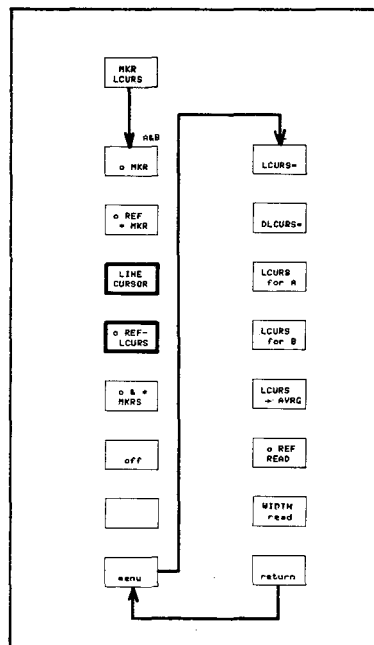 MKR
LCURS
A&B
o MKR
o REF
* MKR
LINE
CURSOR
o REF-
LCURS
o & *
MKRS
off
menu
LCURS=
DLCURS=
LCURS
for A
LCURS
for B
LCURS
→ AVRG
o REF
READ
WIDTH
read
return